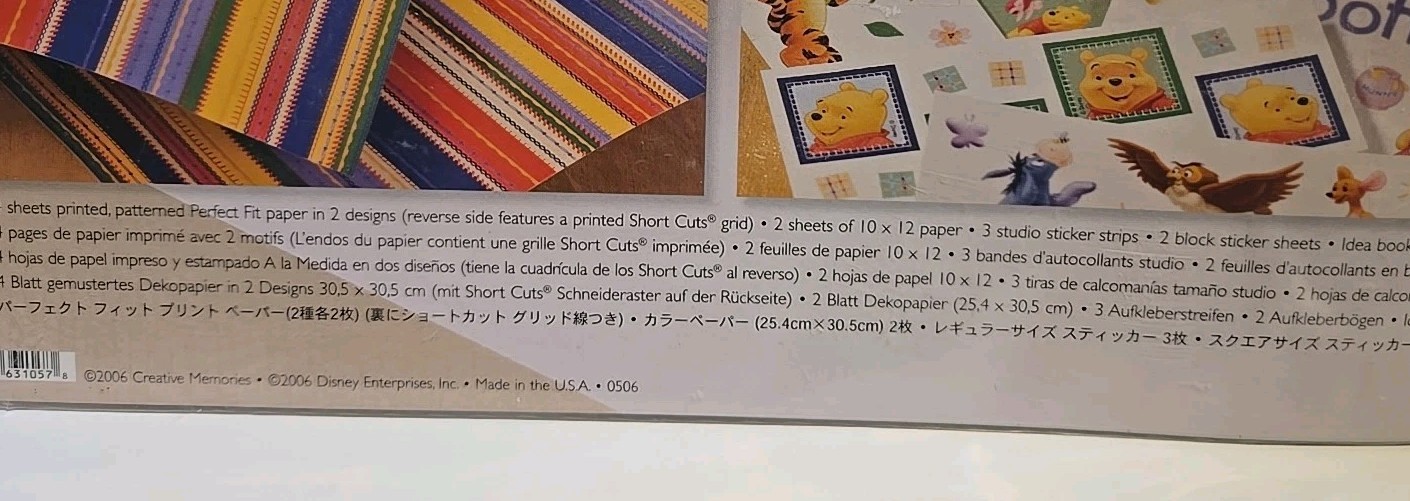 sheets printed, patterned Perfect Fit paper in 2 designs (reverse side features a printed Short Cuts® grid) • 2 sheets of 10 x 12 paper • 3 studio sticker strips • 2 block sticker sheets • Idea book
pages de papier imprimé avec 2 motifs (L'endos du papier contient une grille Short Cuts® imprimée) • 2 feuilles de papier 10 x 12 • 3 bandes d'autocollants studio • 2 feuilles d'autocollants en
hojas de papel impreso y estampado A la Medida en dos diseños (tiene la cuadrícula de los Short Cuts® al reverso) • 2 hojas de papel 10 x 12 • 3 tiras de calcomanías tamaño studio • 2 hojas de
4 Blatt gemustertes Dekopapier in 2 Designs 30,5 x 30,5 cm (mit Short Cuts® Schneideraster auf der Rückseite) • 2 Blatt Dekopapier (25,4 x 30,5 cm) • 3 Aufkleberstreifen • 2 Aufkleberbögen •
パーフェクト フィット プリント ペーパー(2種各2枚) (裏にショートカット グリッド線つき) • カラーペーパー (25.4cm×30.5cm) 2枚 • レギュラーサイズ スティッカー 3枚 • スクエアサイズ スティッカー
631057 8
©2006 Creative Memories • ©2006 Disney Enterprises, Inc. • Made in the U.S.A. • 0506